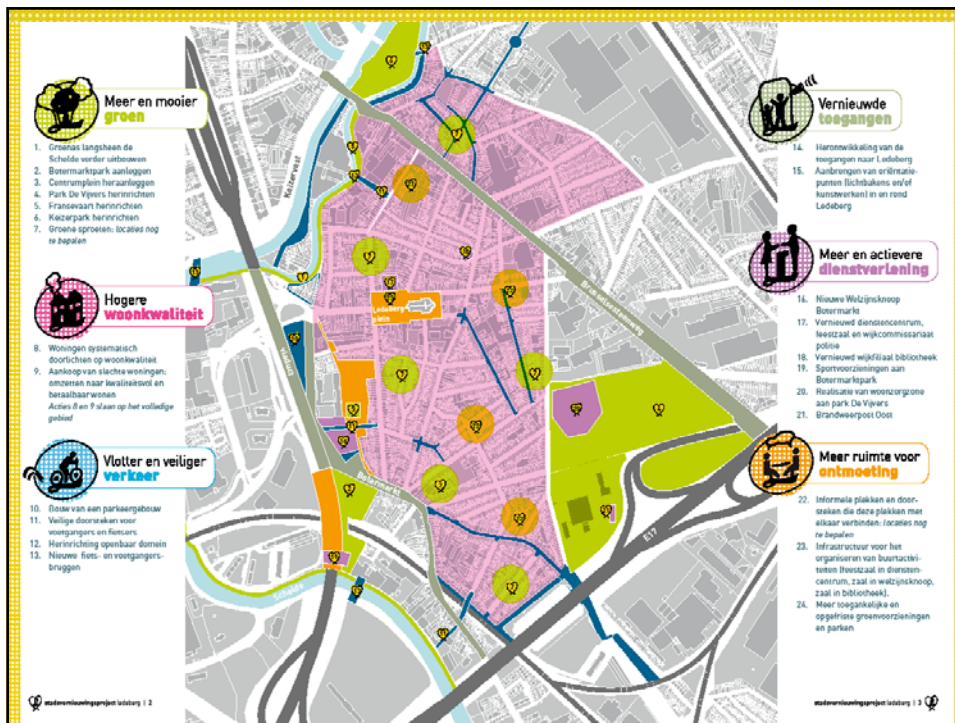 Meer en mooier
groen
1. Groenas langsheen de
Schelde verder uitbouwen
2. Botermarktpark aanleggen
3. Centrumplein heraanleggen
4. Park De Vijvers herinrichten
5. Fransevaart herinrichten
6. Keizerpark herinrichten
7. Groene sproeten: locaties nog
te bepalen
Hogere
woonkwaliteit
8. Woningen systematisch
doorlichten op woonkwaliteit
9. Aankoop van slechte woningen:
omzetten naar kwaliteitsvol en
betaalbaar wonen
Acties 8 en 9 slaan op het volledige
gebied
Vlotter en veiliger
verkeer
10. Bouw van een parkeergebouw
11. Veilige doorsteken voor
voetgangers en fietsers
12. Herinrichting openbaar domein
13. Nieuwe fiets- en voetgangers-
bruggen
Keizervest
Brusselsesteenweg
Ledeberg-
plein
Botermarkt
E17
Schelde
Vernieuwde
toegangen
14. Herontwikkeling van de
toegangen naar Ledeberg
15. Aanbrengen van oriëntatie-
punten (lichtbakens en/of
kunstwerken) in en rond
Ledeberg
Meer en actievere
dienstverlening
16. Nieuwe Welzijnsknoop
Botermarkt
17. Vernieuwd dienstencentrum,
feestzaal en wijkcommissariaat
politie
18. Vernieuwd wijkfiliaal bibliotheek
19. Sportvoorzieningen aan
Botermarktpark
20. Realisatie van woonzorgzone
aan park De Vijvers
21. Brandweerpost Oost
Meer ruimte voor
ontmoeting
22. Informele plekken en door-
steken die deze plekken met
elkaar verbinden: locaties nog
te bepalen
23. Infrastructuur voor het
organiseren van buurtactivi-
teiten (feestzaal in diensten-
centrum, zaal in welzijnsknoop,
zaal in bibliotheek).
24. Meer toegankelijke en
opgefriste groenvoorzieningen
en parken
stadsvernieuwingsproject ledeberg | 2
stadsvernieuwingsproject ledeberg | 3